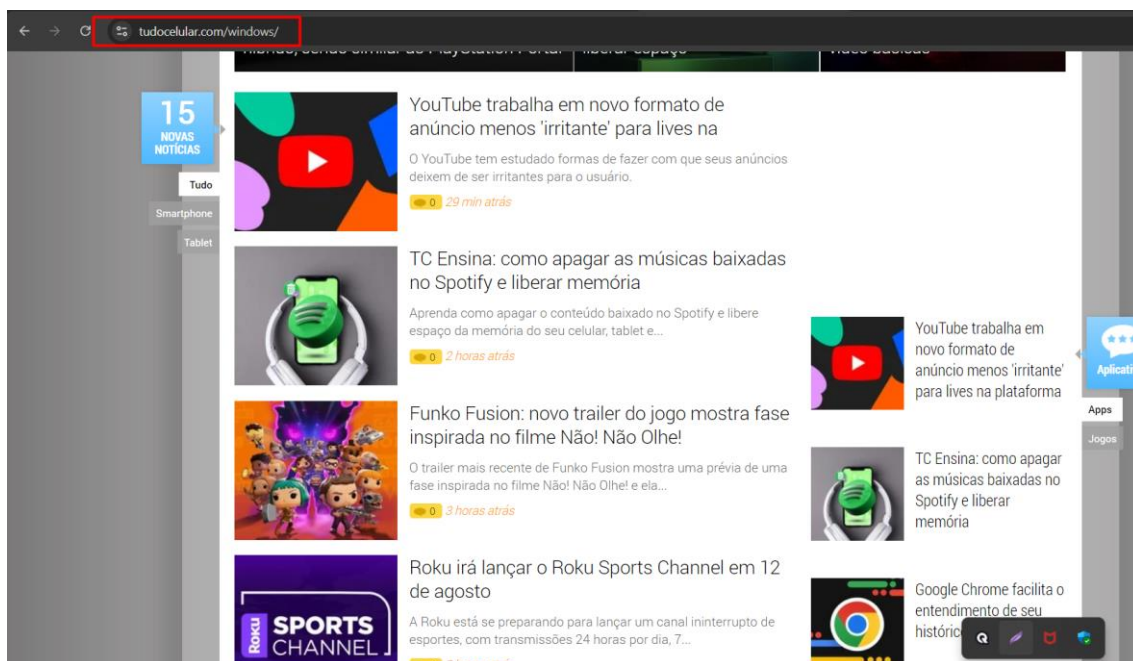 tudocelular.com/windows/
15
NOVAS
NOTÍCIAS
Tudo
Smartphone
Tablet
YouTube trabalha em novo formato de
anúncio menos 'irritante' para lives na
O YouTube tem estudado formas de fazer com que seus anúncios
deixem de ser irritantes para o usuário.
0 29 min atrás
TC Ensina: como apagar as músicas baixadas
no Spotify e liberar memória
Aprenda como apagar o conteúdo baixado no Spotify e libere
espaço da memória do seu celular, tablet e...
0 2 horas atrás
Funko Fusion: novo trailer do jogo mostra fase
inspirada no filme Não! Não Olhe!
O trailer mais recente de Funko Fusion mostra uma prévia de uma
fase inspirada no filme Não! Não Olhe! e ela...
0 3 horas atrás
Roku
SPORTS
CHANNEL
Roku irá lançar o Roku Sports Channel em 12
de agosto
A Roku está se preparando para lançar um canal ininterrupto de
esportes, com transmissões 24 horas por dia, 7...
YouTube trabalha em
novo formato de
anúncio menos 'irritante'
para lives na plataforma
TC Ensina: como apagar
as músicas baixadas no
Spotify e liberar
memória
Google Chrome facilita o
entendimento de seu
Aplicati
Apps
Jogos